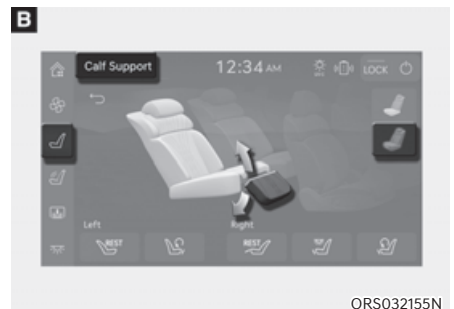 B
Calf Support
12:34 AM
LOCK
Left
Right
REST
REST
ORS032155N